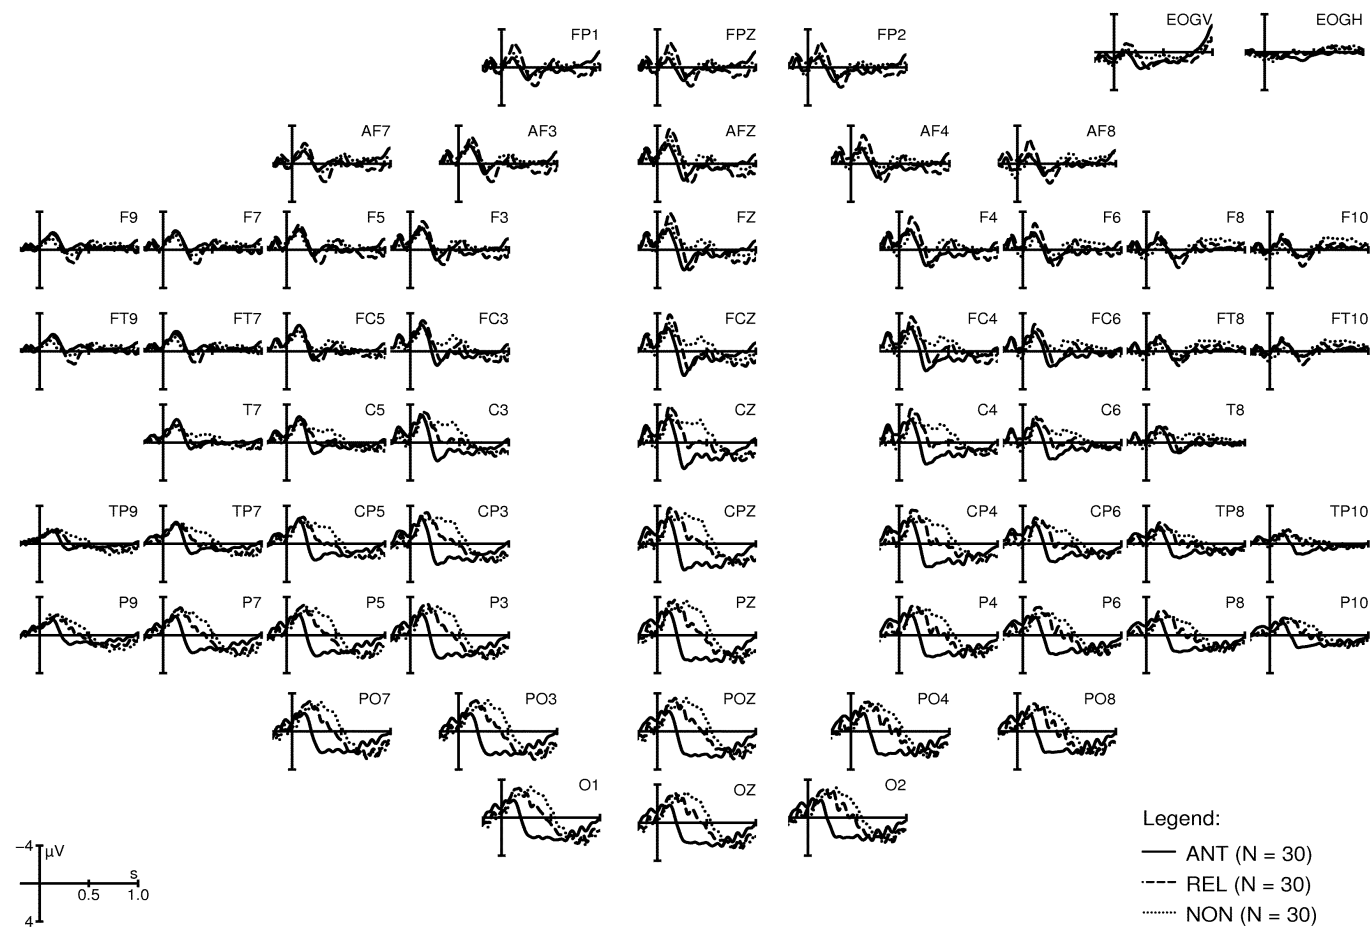 FP1 FPZ FP2 EOGV EOGH
AF7 AF3 AFZ AF4 AF8
F9 F7 F5 F3 FZ F4 F6 F8 F10
FT9 FT7 FC5 FC3 FCZ FC4 FC6 FT8 FT10
T7 C5 C3 CZ C4 C6 T8
TP9 TP7 CP5 CP3 CPZ CP4 CP6 TP8 TP10
P9 P7 P5 P3 PZ P4 P6 P8 P10
PO7 PO3 POZ PO4 PO8
O1 OZ O2
−4
µV
s
0.5 1.0
4
Legend:
ANT (N = 30)
REL (N = 30)
NON (N = 30)